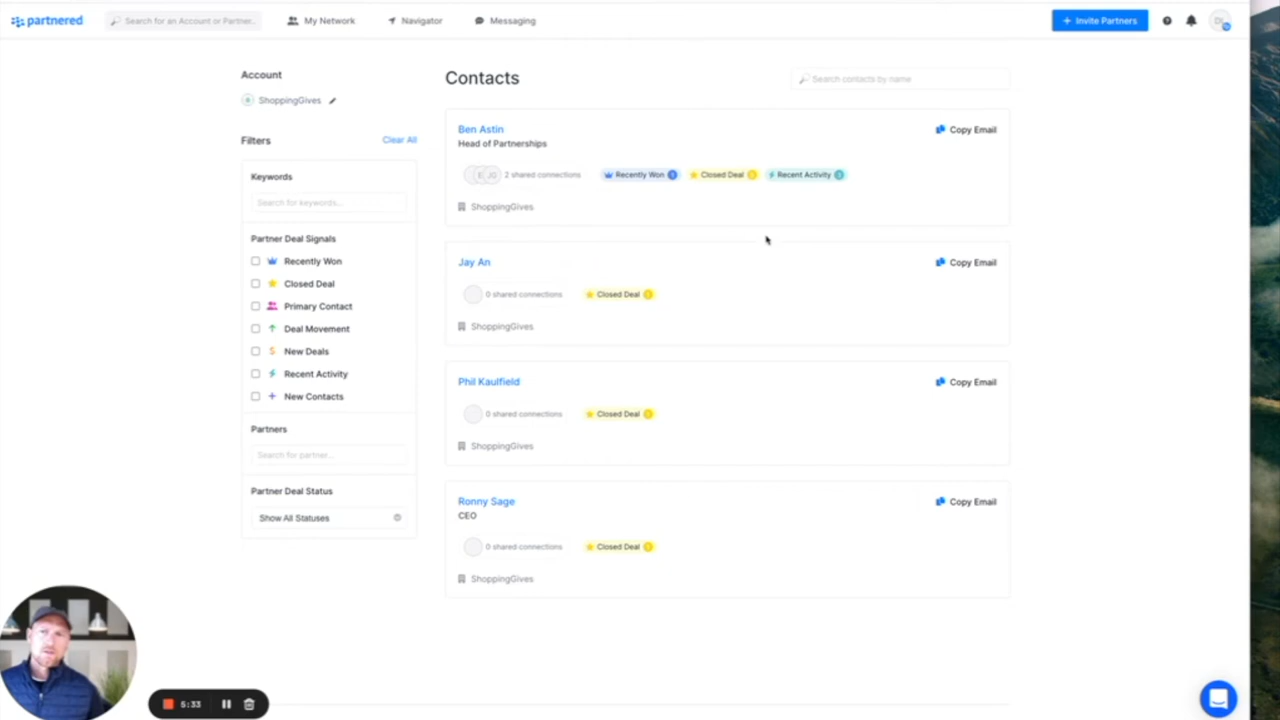 partnered
Search for an Account or Partner..
My Network
Navigator
Messaging
+ Invite Partners
Account
ShoppingGives
Filters
Clear All
Keywords
Search for keywords...
Partner Deal Signals
Recently Won
Closed Deal
Primary Contact
Deal Movement
New Deals
Recent Activity
New Contacts
Partners
Search for partner...
Partner Deal Status
Show All Statuses
Contacts
Search contacts by name
Ben Astin
Copy Email
Head of Partnerships
2 shared connections
Recently Won
Closed Deal
Recent Activity
ShoppingGives
Jay An
Copy Email
0 shared connections
Closed Deal
ShoppingGives
Phil Kaulfield
Copy Email
0 shared connections
Closed Deal
ShoppingGives
Ronny Sage
Copy Email
CEO
0 shared connections
Closed Deal
ShoppingGives
5:33